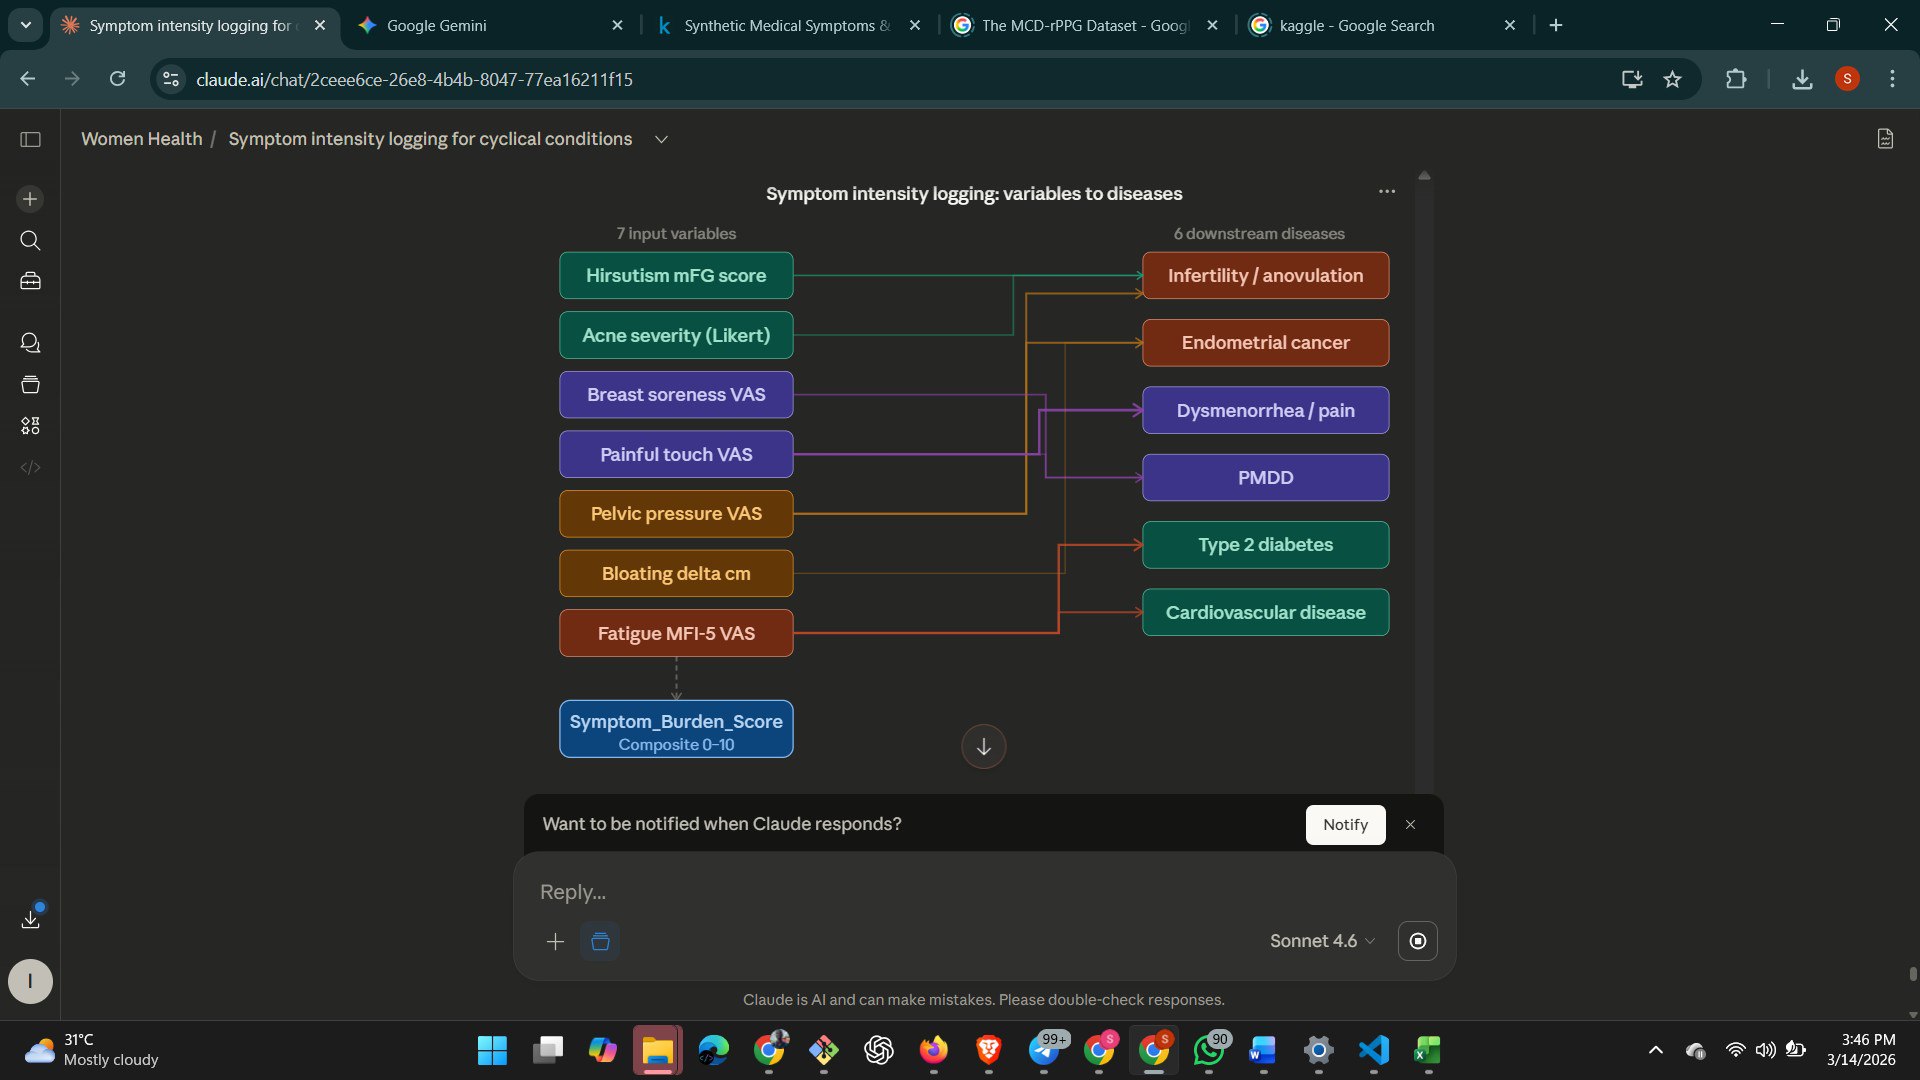 Symptom intensity logging for
Google Gemini
Synthetic Medical Symptoms &
The MCD-rPPG Dataset - Goog
kaggle - Google Search
claude.ai/chat/2ceee6ce-26e8-4b4b-8047-77ea16211f15
S
Women Health / Symptom intensity logging for cyclical conditions
Symptom intensity logging: variables to diseases
7 input variables
6 downstream diseases
Hirsutism mFG score
Infertility / anovulation
Acne severity (Likert)
Endometrial cancer
Breast soreness VAS
Dysmenorrhea / pain
Painful touch VAS
PMDD
Pelvic pressure VAS
Type 2 diabetes
Bloating delta cm
Cardiovascular disease
Fatigue MFI-5 VAS
Symptom_Burden_Score
Composite 0–10
Want to be notified when Claude responds?
Notify
Reply...
Sonnet 4.6
I
Claude is AI and can make mistakes. Please double-check responses.
31°C
Mostly cloudy
99+
S
S
90
3:46 PM
3/14/2026